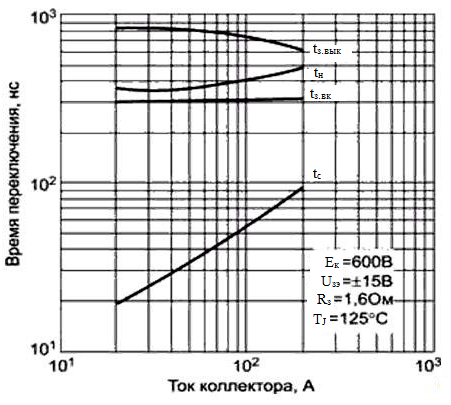 10³
tз.вык
tн
tз.вк
Время переключения, нс
10²
tс
Eк=600В
Uзэ=±15В
Rз=1,6Ом
TJ=125°C
10¹
10¹
10²
10³
Ток коллектора, А